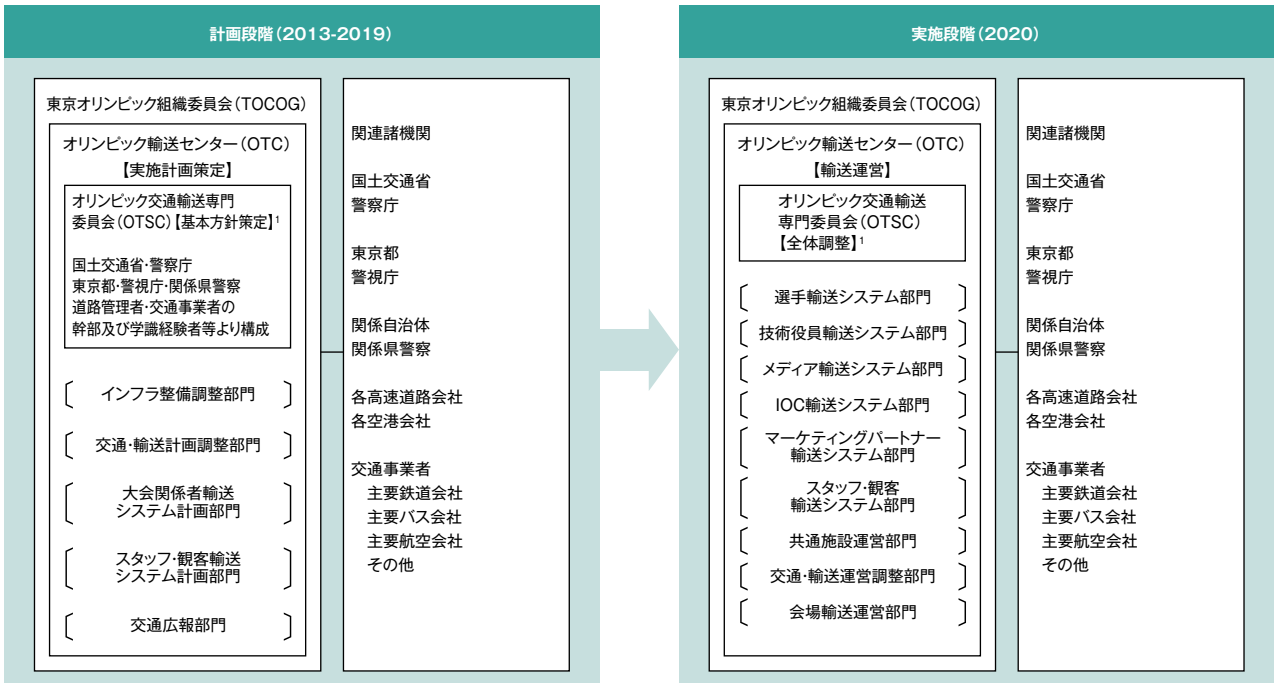 計画段階(2013-2019)
東京オリンピック組織委員会(TOCOG)
オリンピック輸送センター(OTC)
【実施計画策定】
オリンピック交通輸送専門
委員会(OTSC)【基本方針策定】1
国土交通省・警察庁
東京都・警視庁・関係県警察
道路管理者・交通事業者の
幹部及び学識経験者等より構成
インフラ整備調整部門
交通・輸送計画調整部門
大会関係者輸送
システム計画部門
スタッフ・観客輸送
システム計画部門
交通広報部門
関連諸機関
国土交通省
警察庁
東京都
警視庁
関係自治体
関係県警察
各高速道路会社
各空港会社
交通事業者
主要鉄道会社
主要バス会社
主要航空会社
その他
実施段階(2020)
東京オリンピック組織委員会(TOCOG)
オリンピック輸送センター(OTC)
【輸送運営】
オリンピック交通輸送
専門委員会(OTSC)
【全体調整】1
選手輸送システム部門
技術役員輸送システム部門
メディア輸送システム部門
IOC輸送システム部門
マーケティングパートナー
輸送システム部門
スタッフ・観客
輸送システム部門
共通施設運営部門
交通・輸送運営調整部門
会場輸送運営部門
関連諸機関
国土交通省
警察庁
東京都
警視庁
関係自治体
関係県警察
各高速道路会社
各空港会社
交通事業者
主要鉄道会社
主要バス会社
主要航空会社
その他